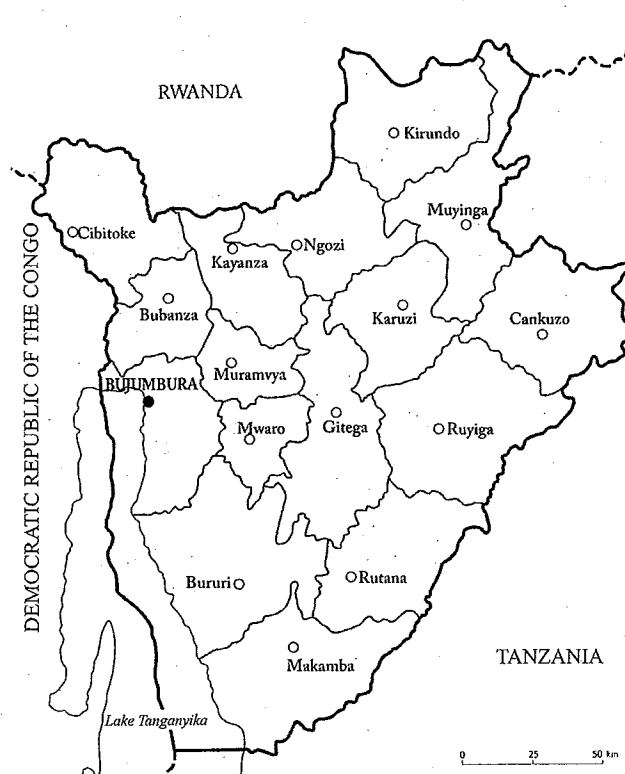 RWANDA
Kirundo
Muyinga
Cibitoke
Ngozi
Kayanza
DEMOCRATIC REPUBLIC OF THE CONGO
Bubanza
Karuzi
Cankuzo
Muramvya
BUJUMBURA
Mwaro
Gitega
Ruyiga
Bururi
Rutana
Makamba
TANZANIA
Lake Tanganyika
0 25 50 km